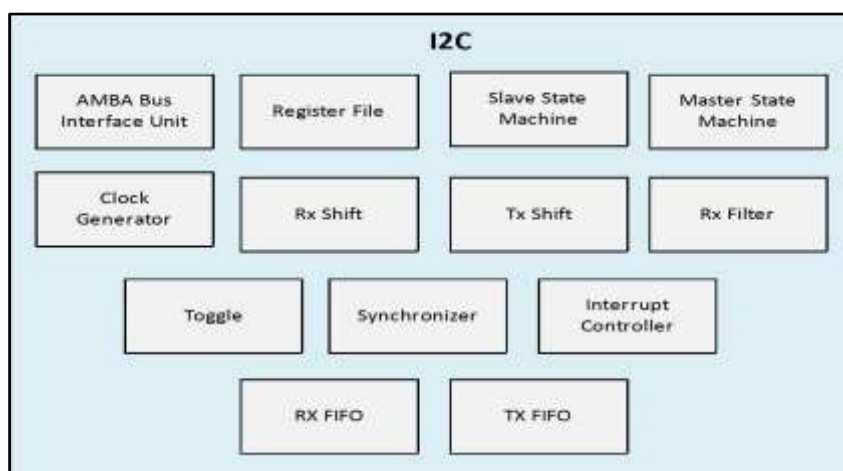 I2C
AMBA Bus
Interface Unit
Register File
Slave State
Machine
Master State
Machine
Clock
Generator
Rx Shift
Tx Shift
Rx Filter
Toggle
Synchronizer
Interrupt
Controller
RX FIFO
TX FIFO